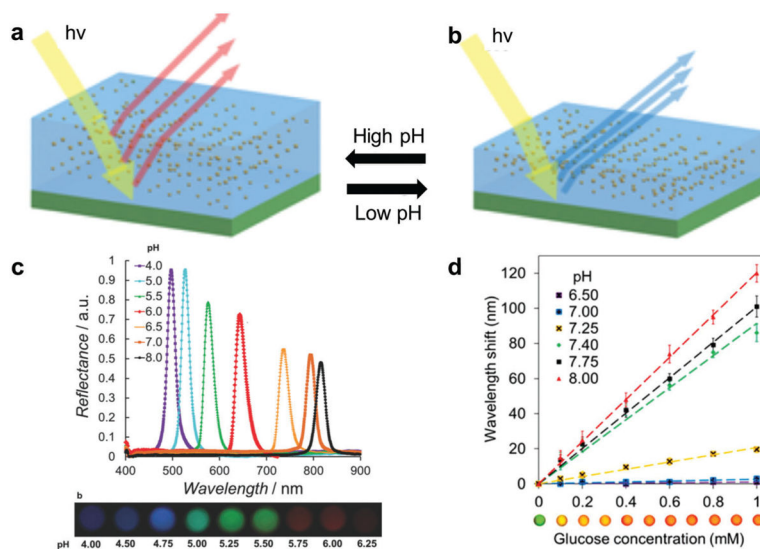 a
hv
b
hv
High pH
Low pH
c
pH
4.0
5.0
5.5
6.0
6.5
7.0
8.0
Reflectance / a.u.
1
0.9
0.8
0.7
0.6
0.5
0.4
0.3
0.2
0.1
0
400 500 600 700 800 900
Wavelength / nm
b
pH 4.00 4.50 4.75 5.00 5.25 5.50 5.75 6.00 6.25
d
pH
6.50
7.00
7.25
7.40
7.75
8.00
Wavelength shift (nm)
120
100
80
60
40
20
0
0 0.2 0.4 0.6 0.8 1
Glucose concentration (mM)